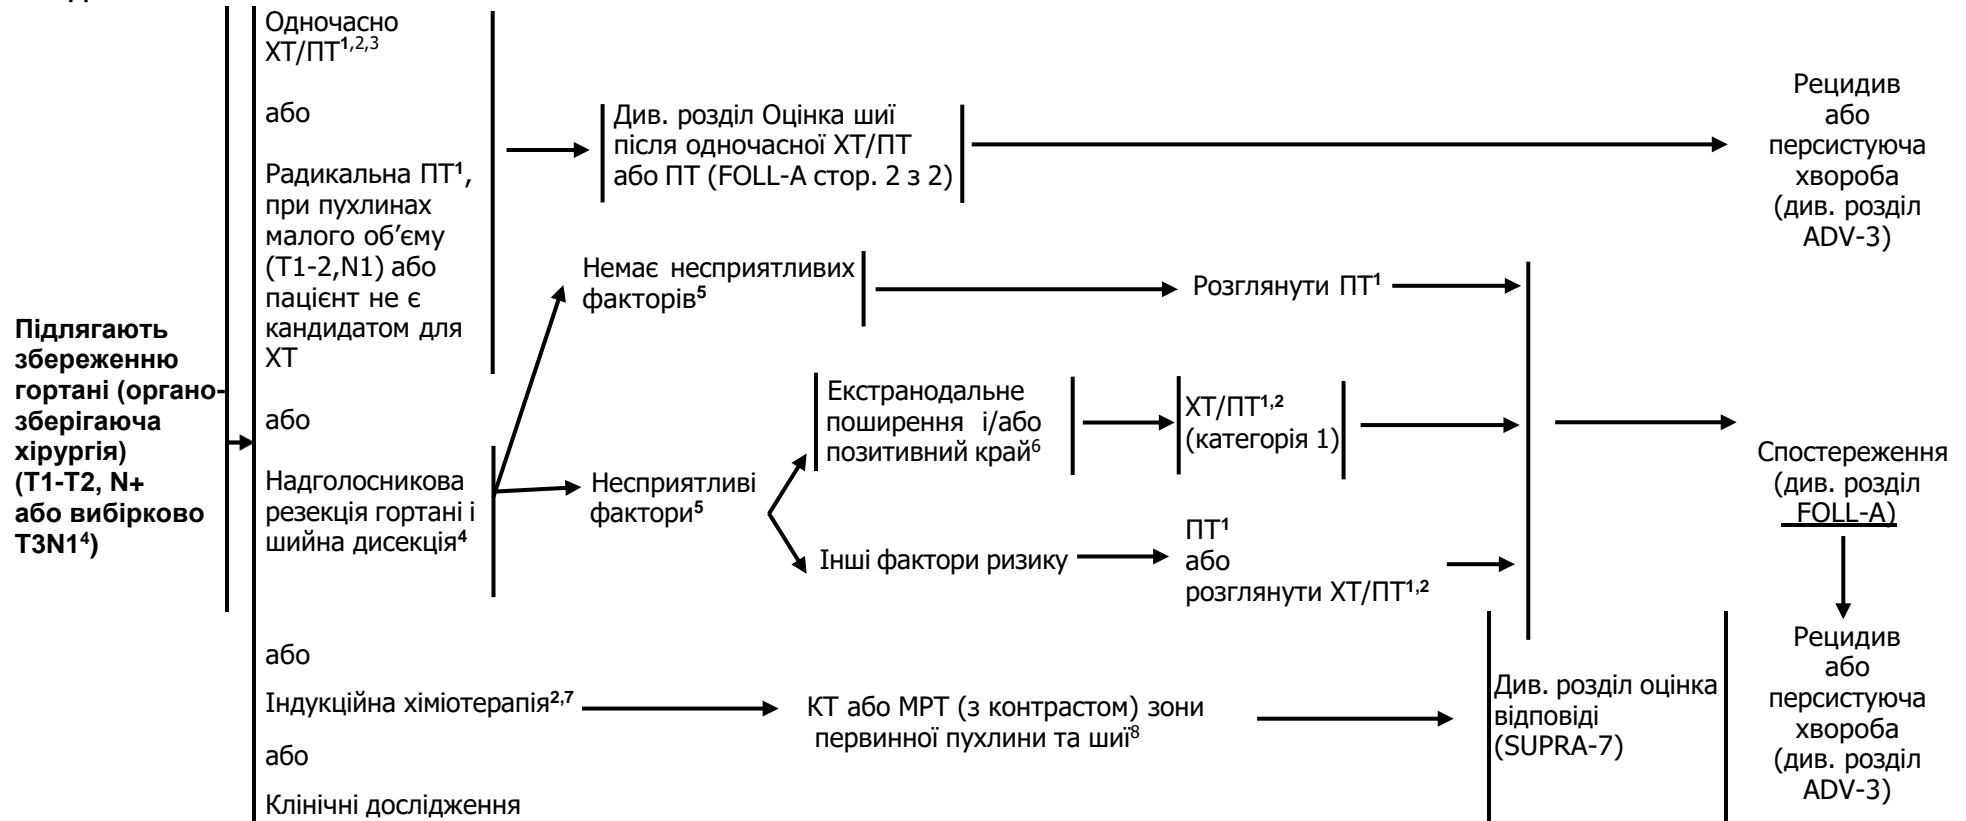 Підлягають
збереженню
гортані (органо-
зберігаюча
хірургія)
(T1-T2, N+
або вибірково
T3N1⁴)
Одночасно
ХТ/ПТ¹,²,³
або
Радикальна ПТ¹,
при пухлинах
малого об’єму
(T1-2,N1) або
пацієнт не є
кандидатом для
ХТ
або
Надголосникова
резекція гортані і
шийна дисекція⁴
або
Індукційна хіміотерапія²,⁷
або
Клінічні дослідження
Див. розділ Оцінка шиї
після одночасної ХТ/ПТ
або ПТ (FOLL-A стор. 2 з 2)
Немає несприятливих
факторів⁵
Розглянути ПТ¹
Несприятливі
фактори⁵
Екстранодальне
поширення і/або
позитивний край⁶
ХТ/ПТ¹,²
(категорія 1)
Інші фактори ризику
ПТ¹
або
розглянути ХТ/ПТ¹,²
КТ або МРТ (з контрастом) зони
первинної пухлини та шиї⁸
Див. розділ оцінка
відповіді
(SUPRA-7)
Рецидив
або
персистуюча
хвороба
(див. розділ
ADV-3)
Спостереження
(див. розділ
FOLL-A)
Рецидив
або
персистуюча
хвороба
(див. розділ
ADV-3)